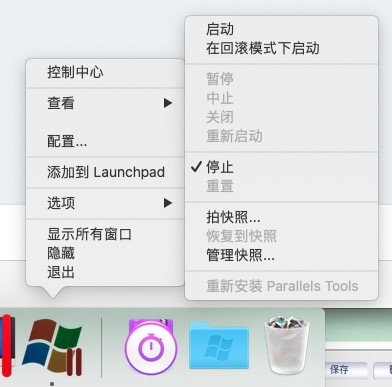 控制中心
查看
配置...
添加到 Launchpad
选项
显示所有窗口
隐藏
退出
启动
在回滚模式下启动
暂停
中止
关闭
重新启动
停止
重置
拍快照...
恢复到快照
管理快照...
重新安装 Parallels Tools
保存